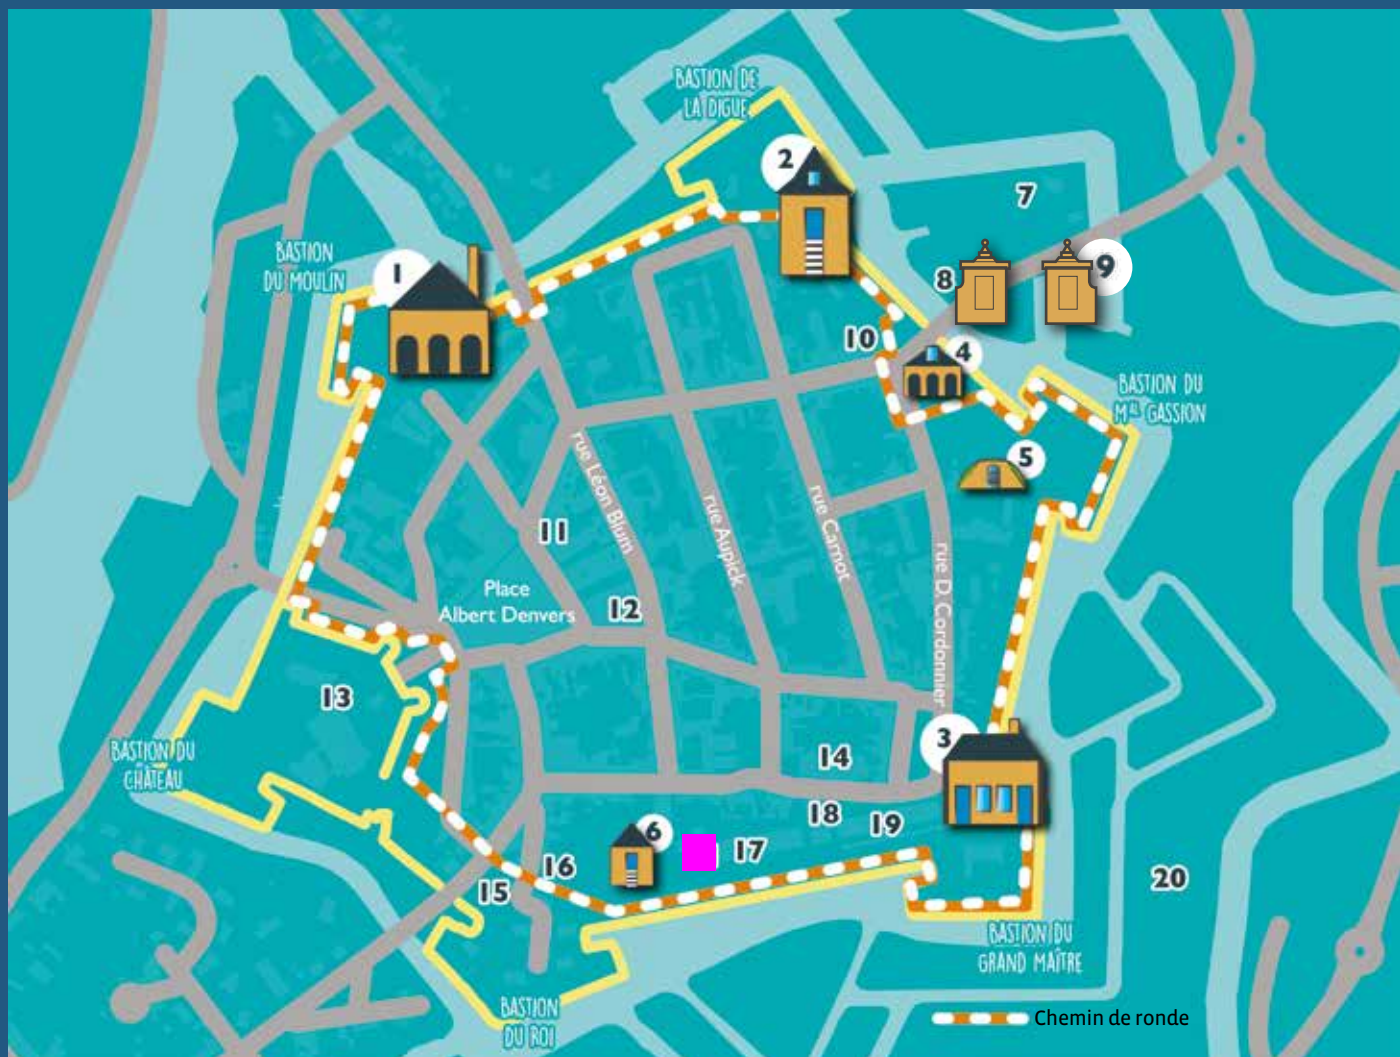 BASTION DE
LA DIGUE
2
7
BASTION
DU MOULIN
1
8
9
10
4
BASTION DU
Mal GASSION
5
rue Léon Blum
rue Aupick
rue Carnot
rue D. Cordonnier
11
Place
Albert Denvers
12
13
BASTION DU
CHÂTEAU
14
3
18
19
6
17
16
15
20
BASTION DU
GRAND MAÎTRE
BASTION
DU ROI
Chemin de ronde